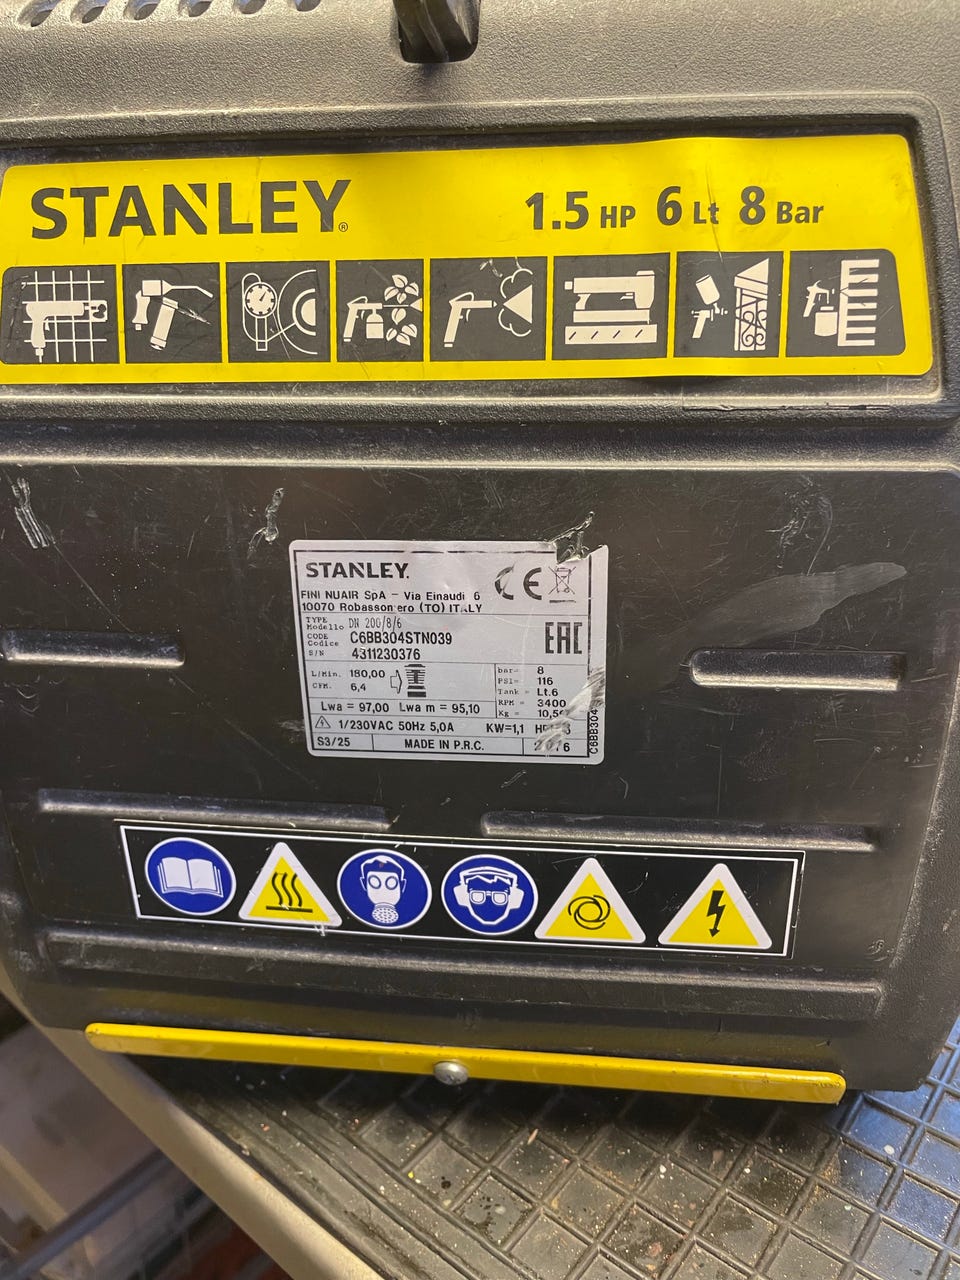 STANLEY®
1.5 HP 6 Lt 8 Bar
STANLEY.
CE
FINI NUAIR SpA - Via Einaudi 6
10070 Robassomero (TO) ITALY
TYPE
Modello DN 200/8/6
CODE
Codice C6BB304STN039
S/N 4311230376
EAC
L/Min. 180,00
CFM. 6,4
bar= 8
PSI= 116
Tank = Lt.6
RPM = 3400
Kg = 10,5
Lwa = 97,00 Lwa m = 95,10
1/230VAC 50Hz 5,0A KW=1,1
S3/25 MADE IN P.R.C.
C6BB304